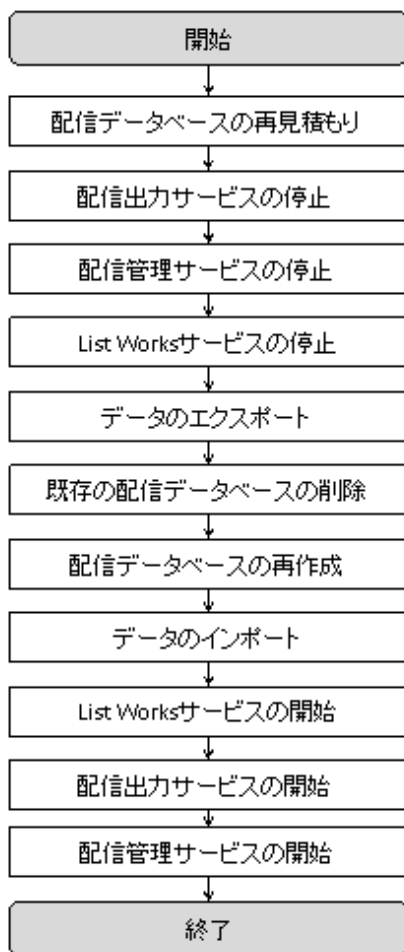 開始
配信データベースの再見積もり
配信出力サービスの停止
配信管理サービスの停止
List Worksサービスの停止
データのエクスポート
既存の配信データベースの削除
配信データベースの再作成
データのインポート
List Worksサービスの開始
配信出力サービスの開始
配信管理サービスの開始
終了